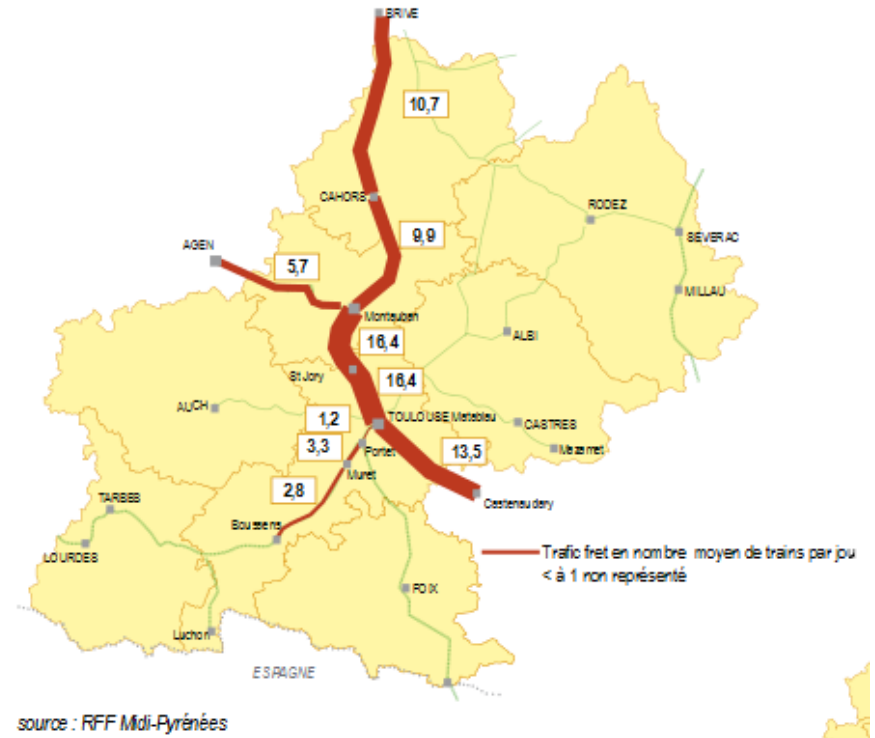 BRIVE
10,7
CAHORS
RODEZ
9,9
SEVERAC
AGEN
5,7
MILLAU
Montauban
ALBI
16,4
St Jory
16,4
AUCH
1,2
TOULOUSE Matabiau
CASTRES
3,3
Portet
13,5
Mazamet
Muret
2,8
TARBES
Castenaudary
Boussens
LOURDES
Trafic fret en nombre moyen de trains par jou
< à 1 non représenté
FOIX
Luchon
ESPAGNE
source : RFF Midi-Pyrénées